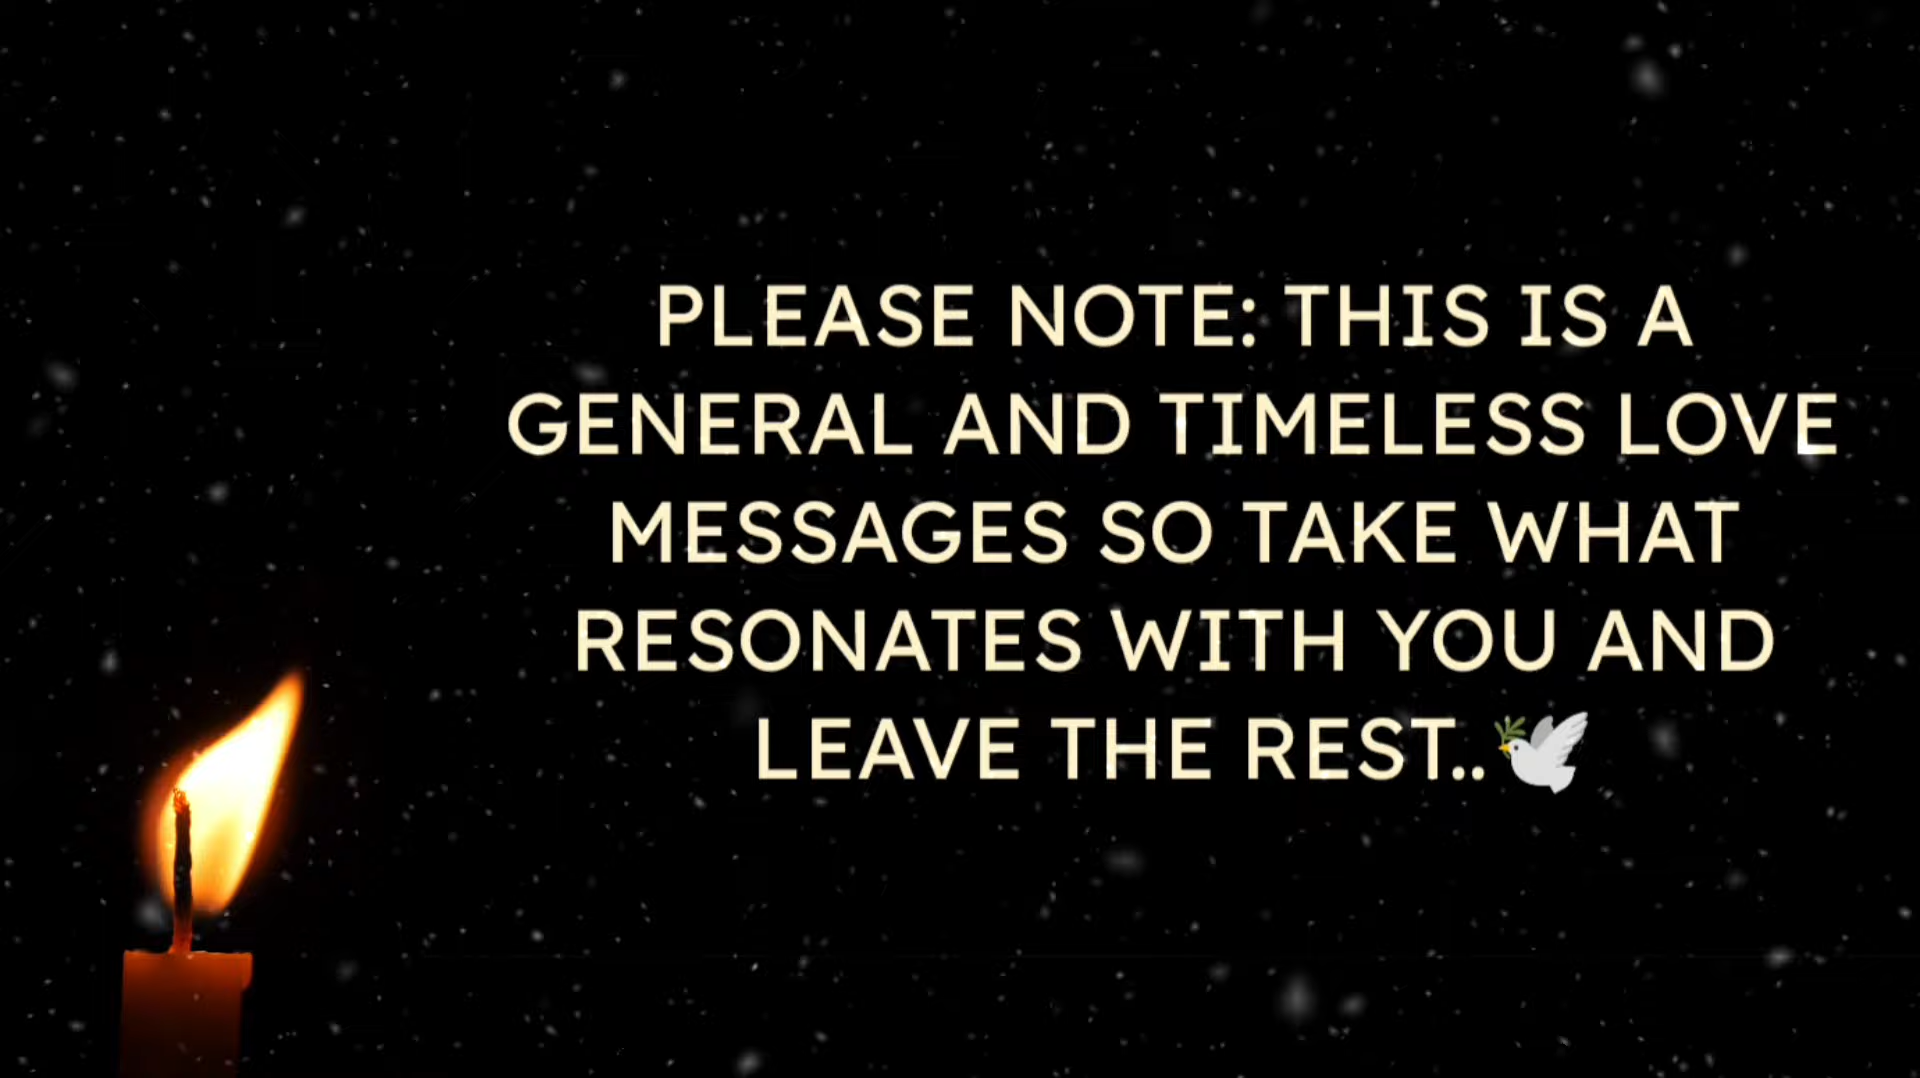 PLEASE NOTE: THIS IS A
GENERAL AND TIMELESS LOVE
MESSAGES SO TAKE WHAT
RESONATES WITH YOU AND
LEAVE THE REST..🕊️